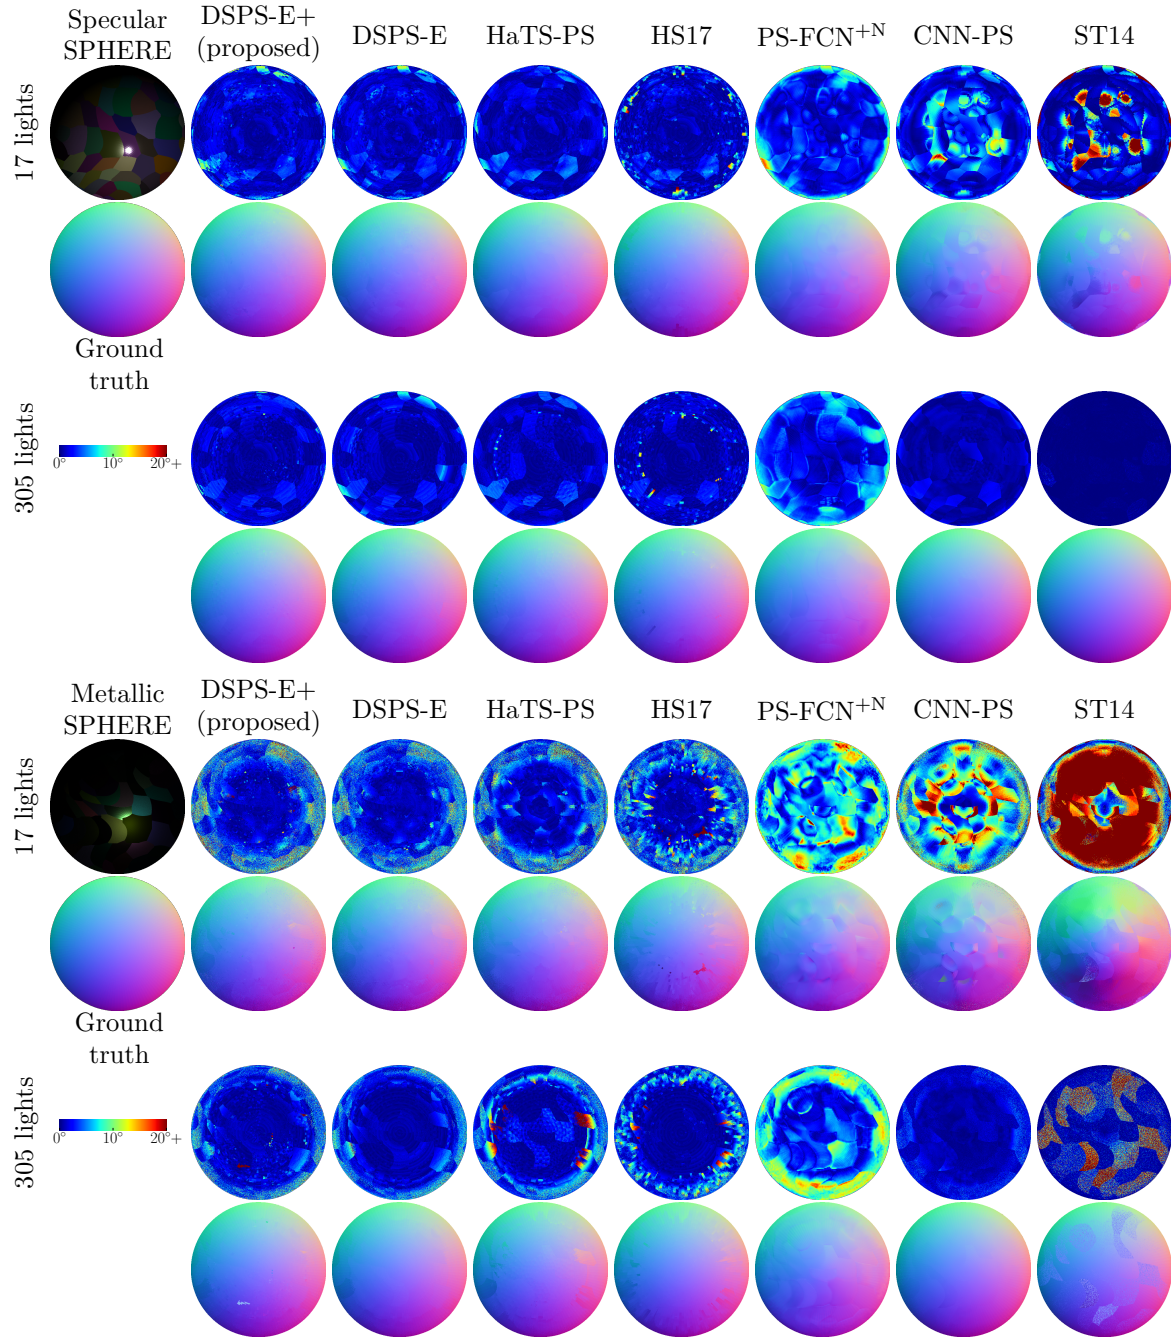 Specular
SPHERE
DSPS-E+
(proposed)
DSPS-E
HaTS-PS
HS17
PS-FCN+N
CNN-PS
ST14
17 lights
Ground
truth
305 lights
0° 10° 20°+
Metallic
SPHERE
DSPS-E+
(proposed)
DSPS-E
HaTS-PS
HS17
PS-FCN+N
CNN-PS
ST14
17 lights
Ground
truth
305 lights
0° 10° 20°+